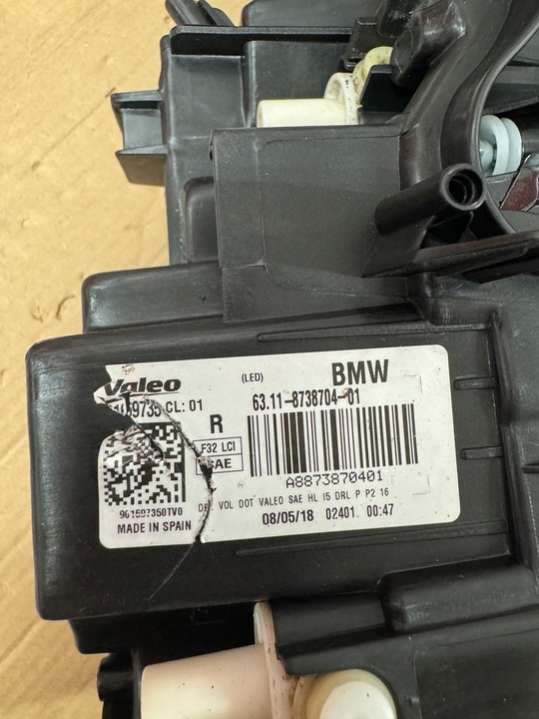 Valeo
(LED)
BMW
CL: 01
63.11-8738704-01
R
F32 LCI
SAE
A8873870401
VOL DOT VALEO SAE HL I5 DRL P P2 16
961697350TV0
MADE IN SPAIN
08/05/18 02401. 00:47